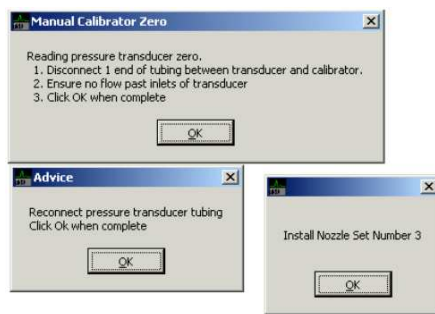 Manual Calibrator Zero
Reading pressure transducer zero.
1. Disconnect 1 end of tubing between transducer and calibrator.
2. Ensure no flow past inlets of transducer
3. Click OK when complete
OK
Advice
Reconnect pressure transducer tubing
Click Ok when complete
OK
Install Nozzle Set Number 3
OK